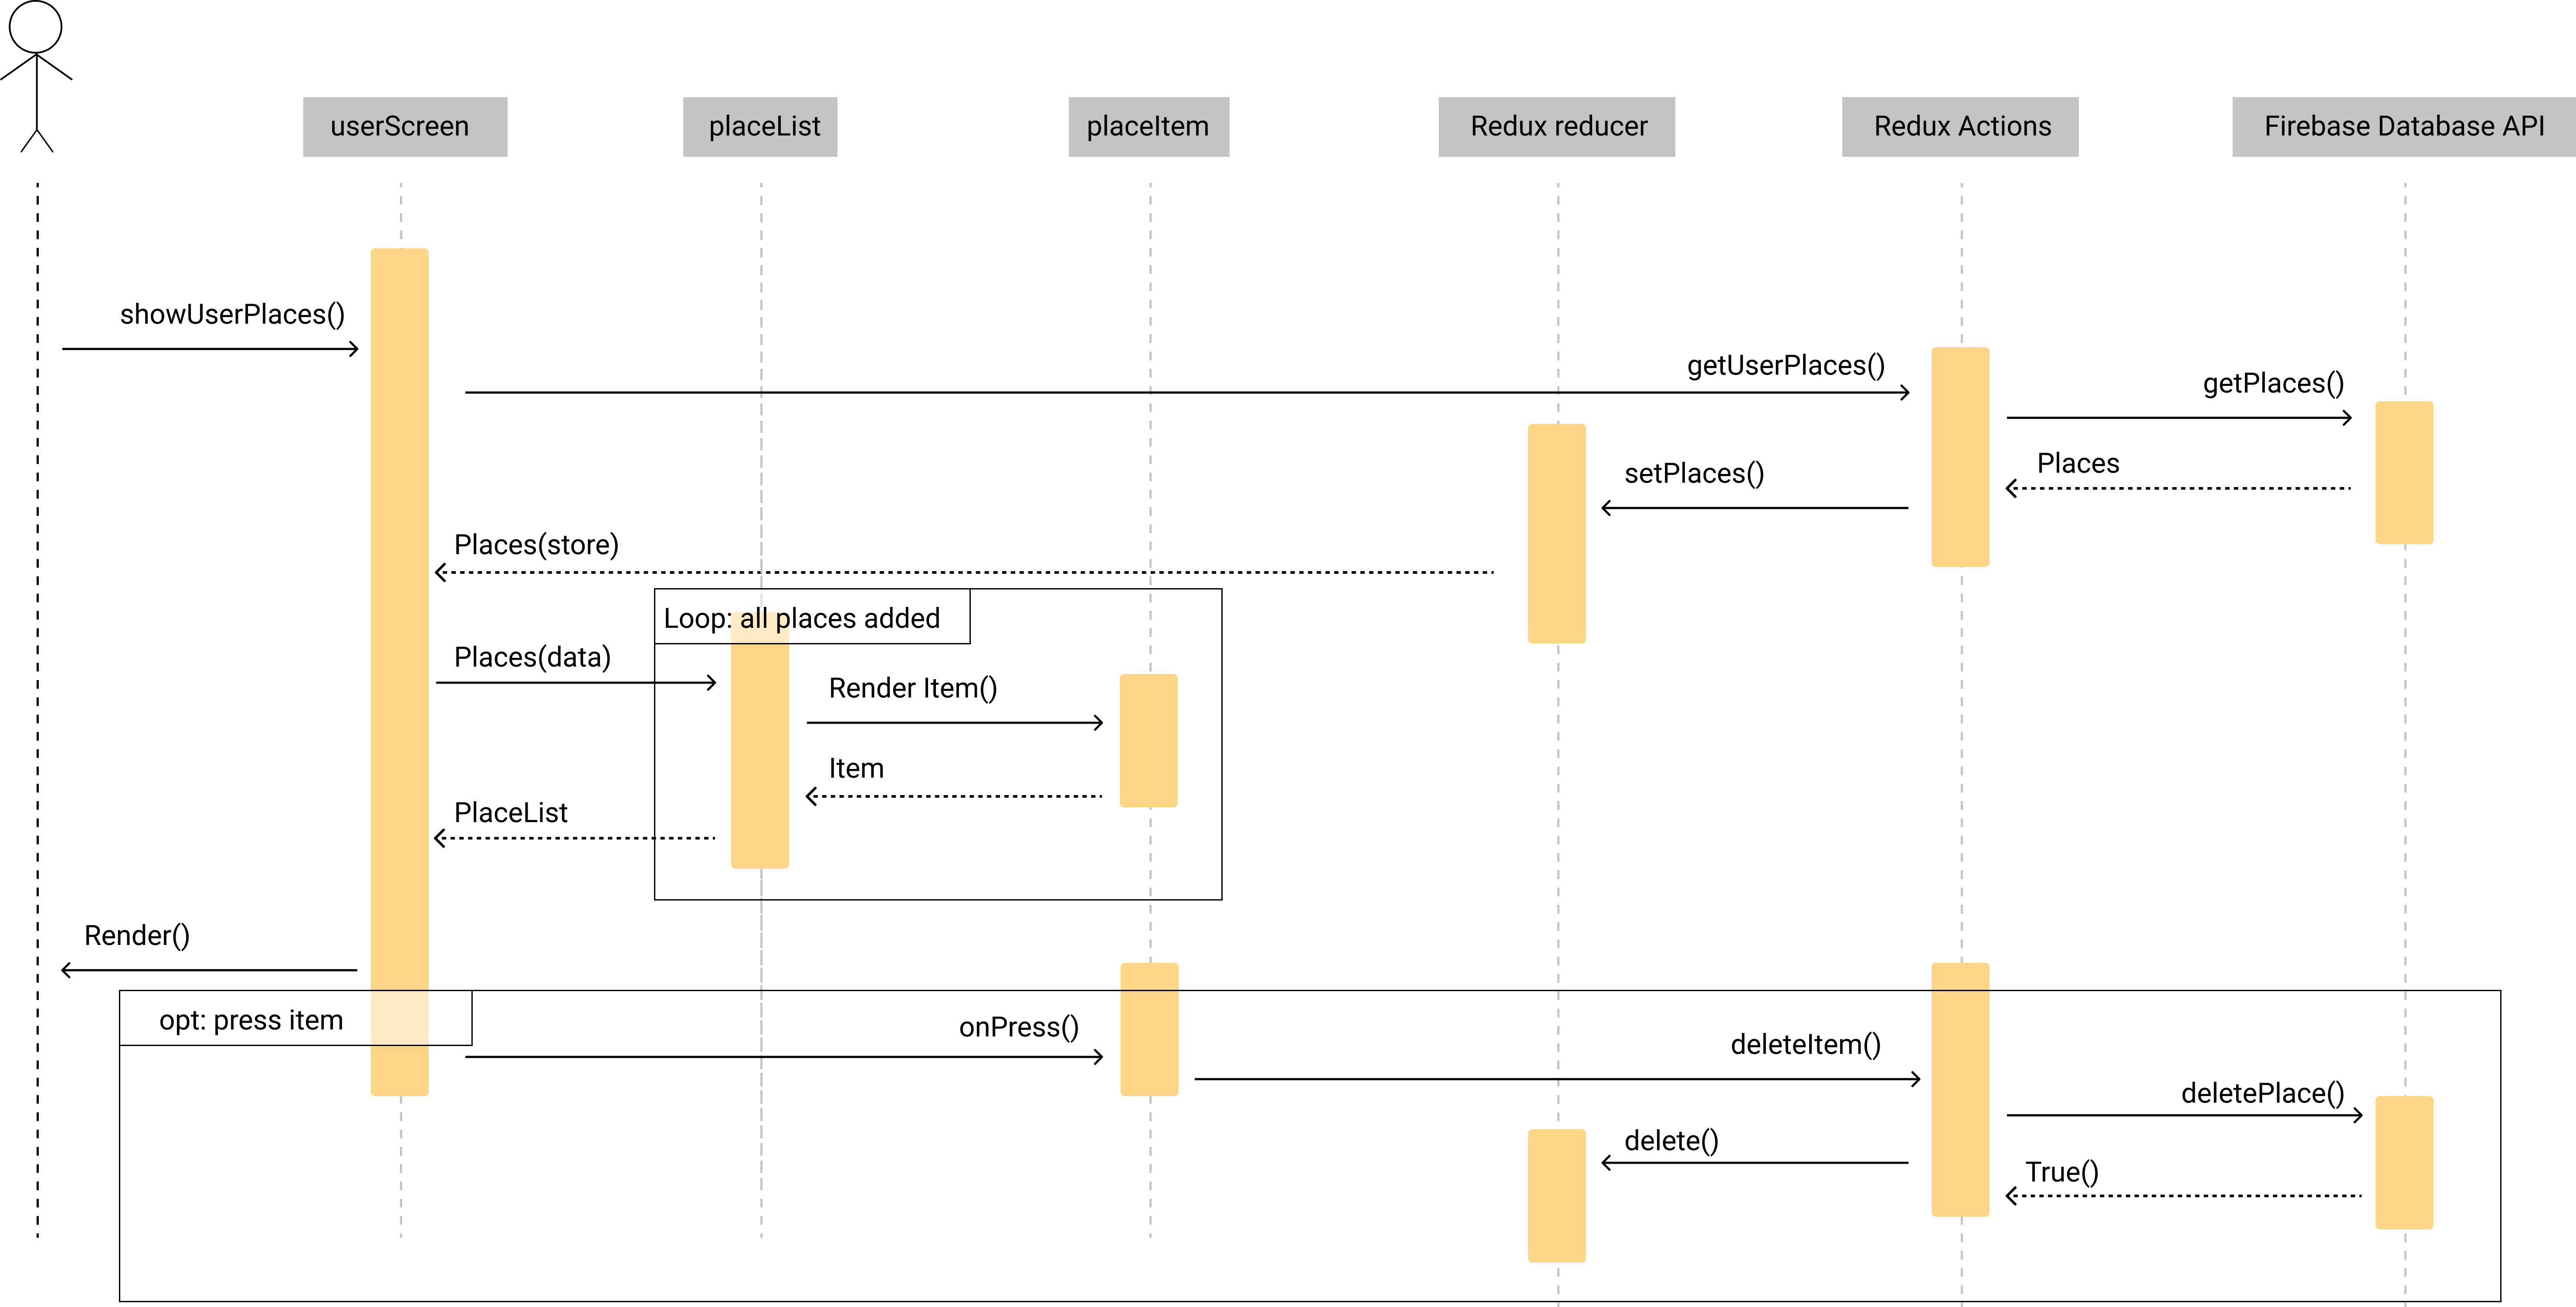 userScreen
placeList
placeItem
Redux reducer
Redux Actions
Firebase Database API
showUserPlaces()
getUserPlaces()
getPlaces()
Places
setPlaces()
Places(store)
Loop: all places added
Places(data)
Render Item()
Item
PlaceList
Render()
opt: press item
onPress()
deleteItem()
deletePlace()
delete()
True()